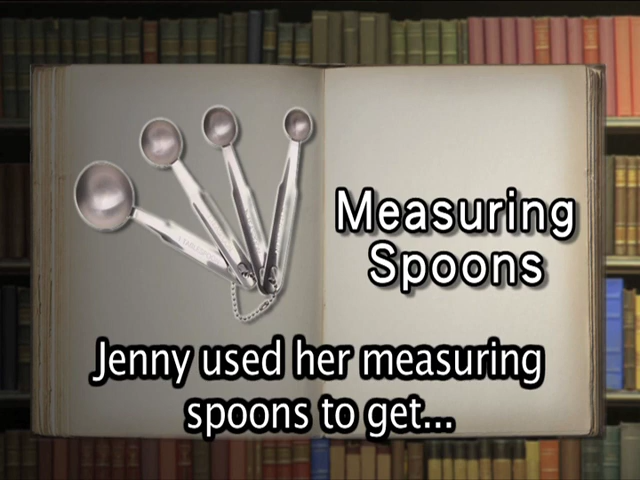 Measuring
Spoons
Jenny used her measuring
spoons to get...